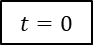 t = 0